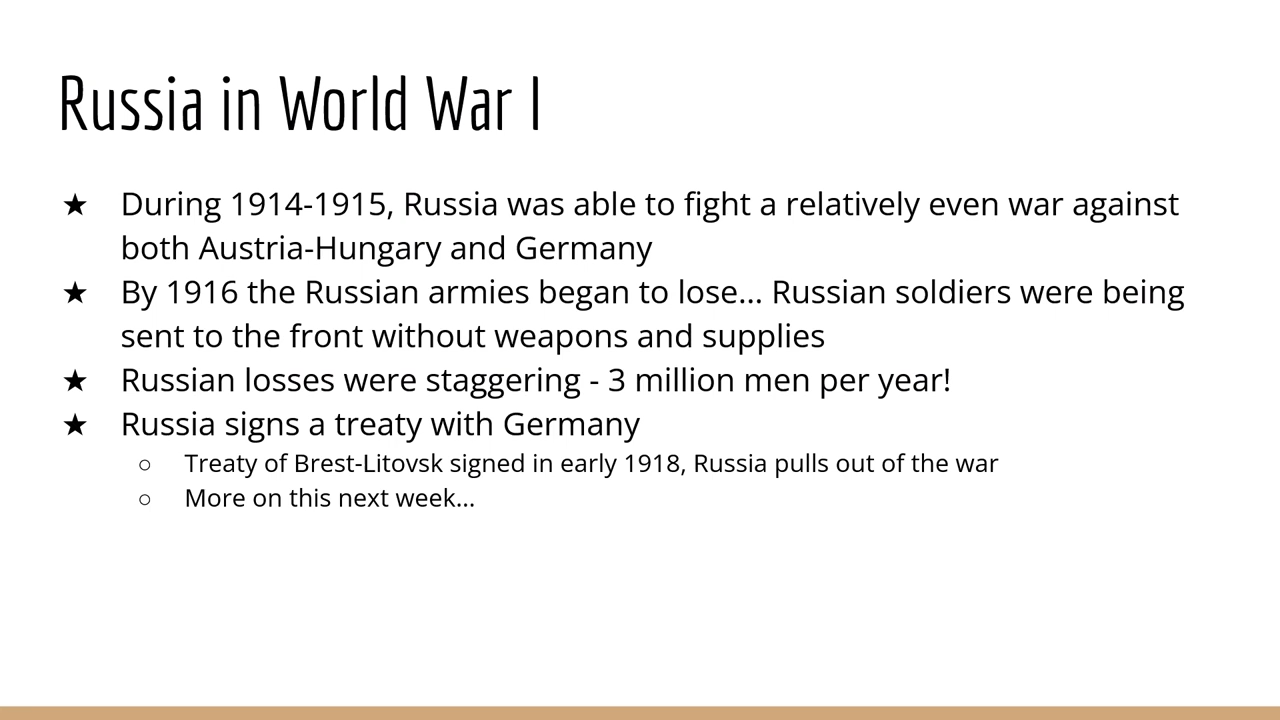 Russia in World War I
★ During 1914-1915, Russia was able to fight a relatively even war against
both Austria-Hungary and Germany
★ By 1916 the Russian armies began to lose... Russian soldiers were being
sent to the front without weapons and supplies
★ Russian losses were staggering - 3 million men per year!
★ Russia signs a treaty with Germany
○ Treaty of Brest-Litovsk signed in early 1918, Russia pulls out of the war
○ More on this next week...